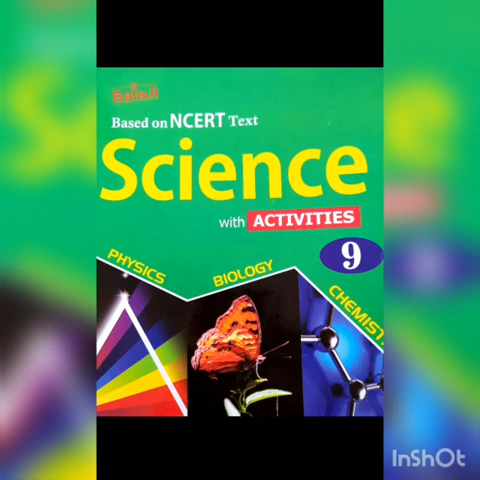 Balaji
Based on NCERT Text
Science
with ACTIVITIES
9
PHYSICS
BIOLOGY
CHEMIST
InShOt